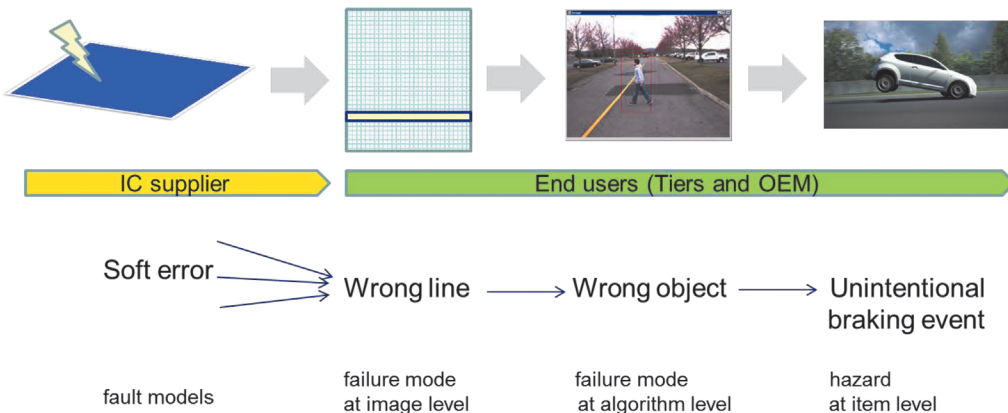 IC supplier
End users (Tiers and OEM)
Soft error
Wrong line
Wrong object
Unintentional
braking event
fault models
failure mode
at image level
failure mode
at algorithm level
hazard
at item level